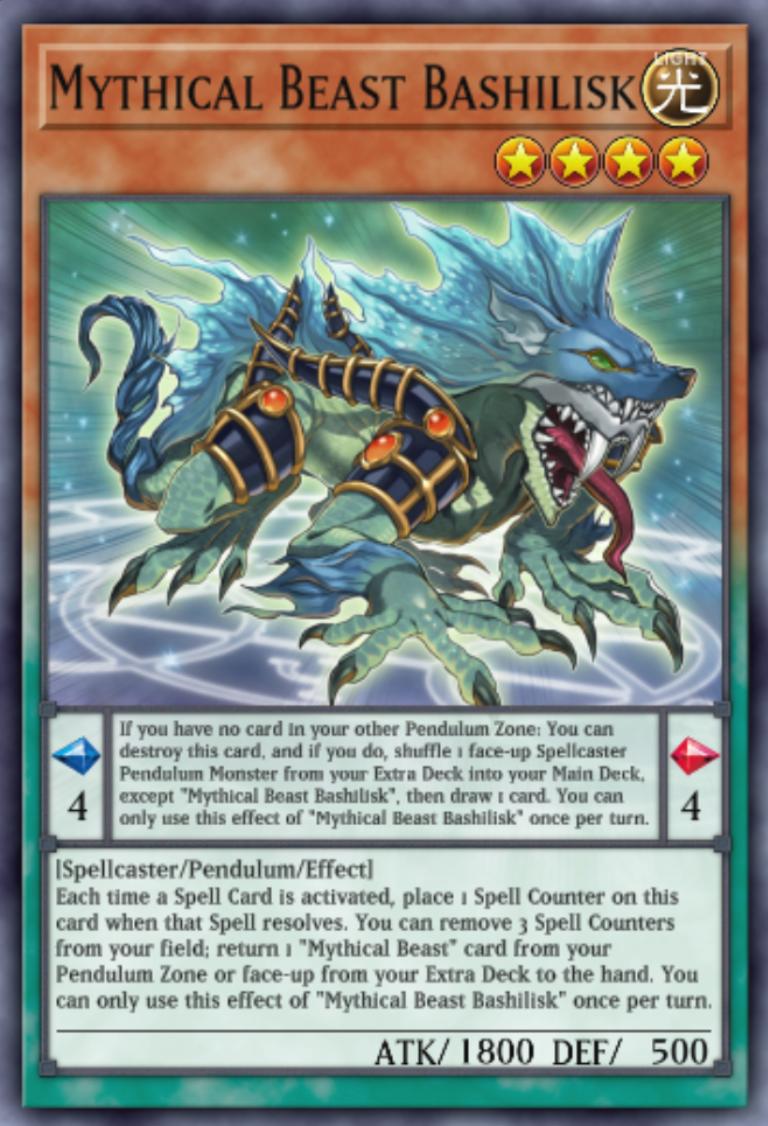 MYTHICAL BEAST BASHILISK
LIGHT
光
If you have no card in your other Pendulum Zone: You can
destroy this card, and if you do, shuffle 1 face-up Spellcaster
Pendulum Monster from your Extra Deck into your Main Deck,
except "Mythical Beast Bashilisk", then draw 1 card. You can
only use this effect of "Mythical Beast Bashilisk" once per turn.
4
4
[Spellcaster/Pendulum/Effect]
Each time a Spell Card is activated, place 1 Spell Counter on this
card when that Spell resolves. You can remove 3 Spell Counters
from your field; return 1 "Mythical Beast" card from your
Pendulum Zone or face-up from your Extra Deck to the hand. You
can only use this effect of "Mythical Beast Bashilisk" once per turn.
ATK/ 1800 DEF/ 500